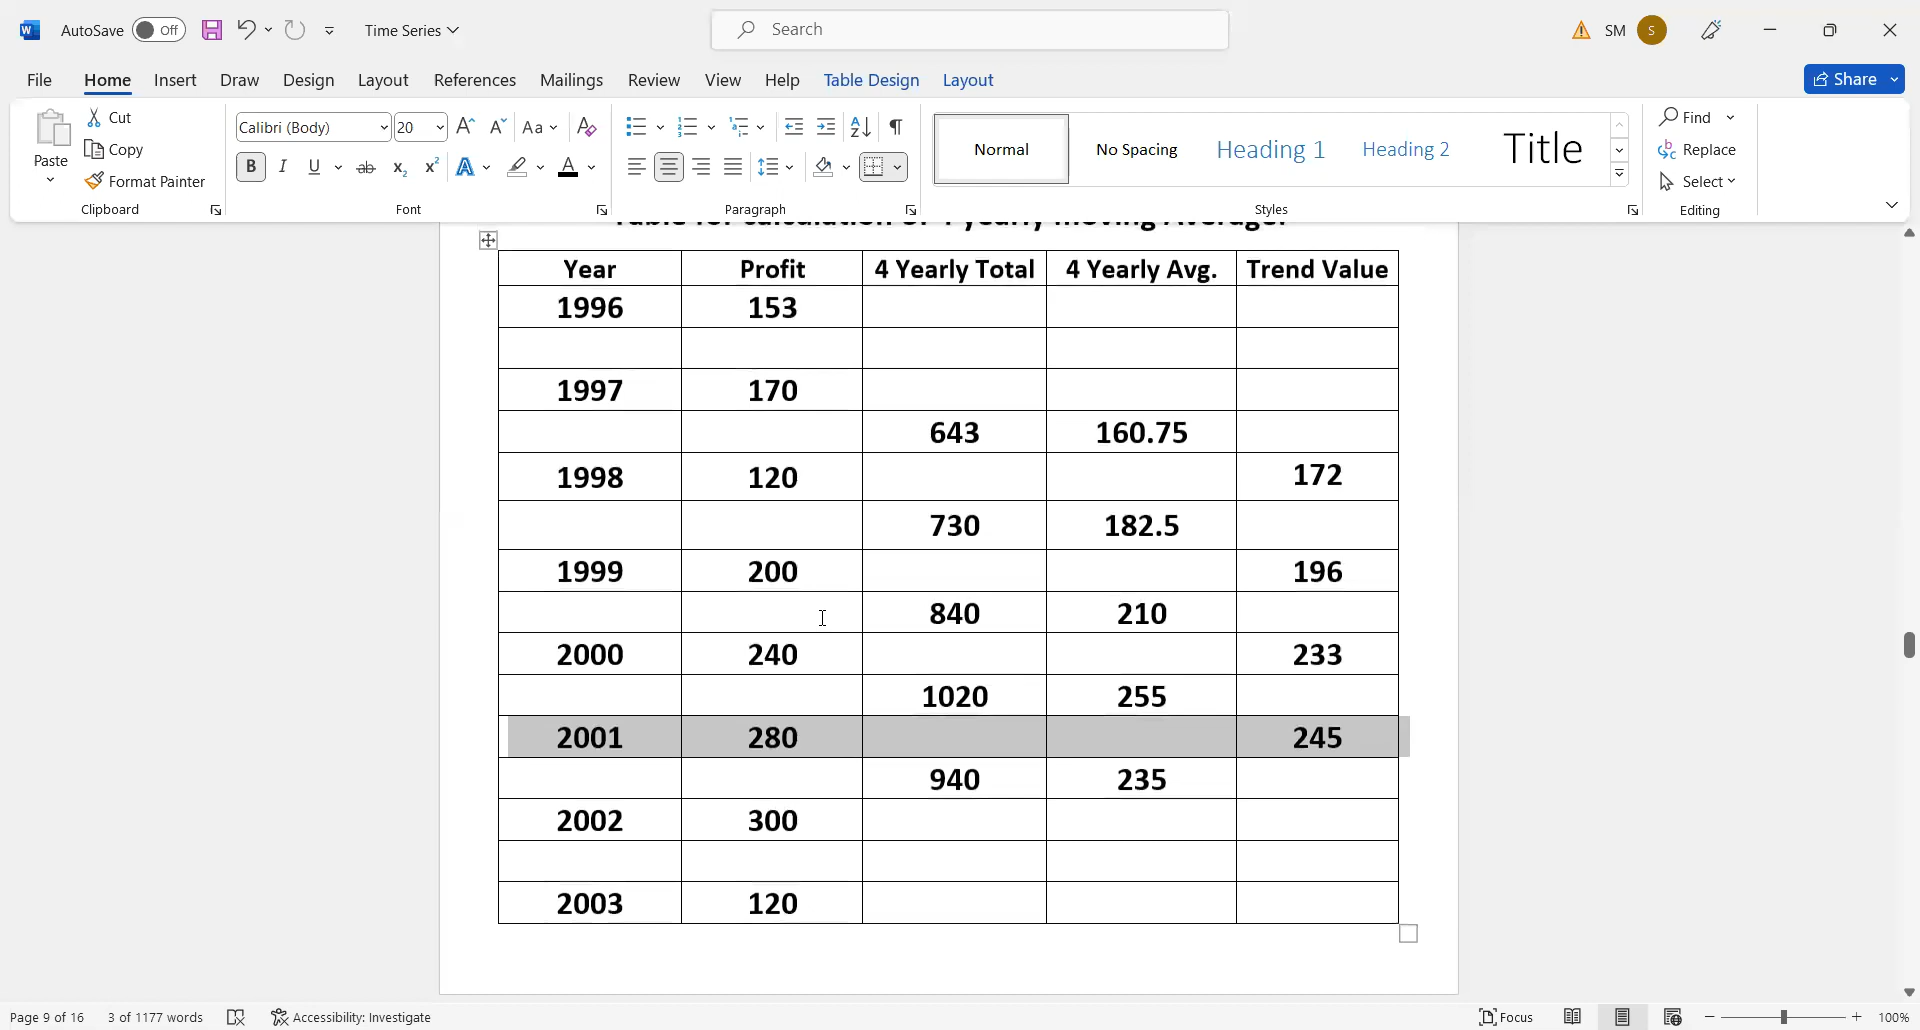 AutoSave Off Time Series Search SM S
File Home Insert Draw Design Layout References Mailings Review View Help Table Design Layout Share
Paste
Cut
Copy
Format Painter
Clipboard
Calibri (Body) 20 Aa
B I U ab x₂ x² A A
Font
Paragraph
Normal No Spacing Heading 1 Heading 2 Title
Styles
Find
Replace
Select
Editing
Year Profit 4 Yearly Total 4 Yearly Avg. Trend Value
1996 153
1997 170
643 160.75
1998 120 172
730 182.5
1999 200 196
840 210
2000 240 233
1020 255
2001 280 245
940 235
2002 300
2003 120
Page 9 of 16 3 of 1177 words Accessibility: Investigate Focus 100%